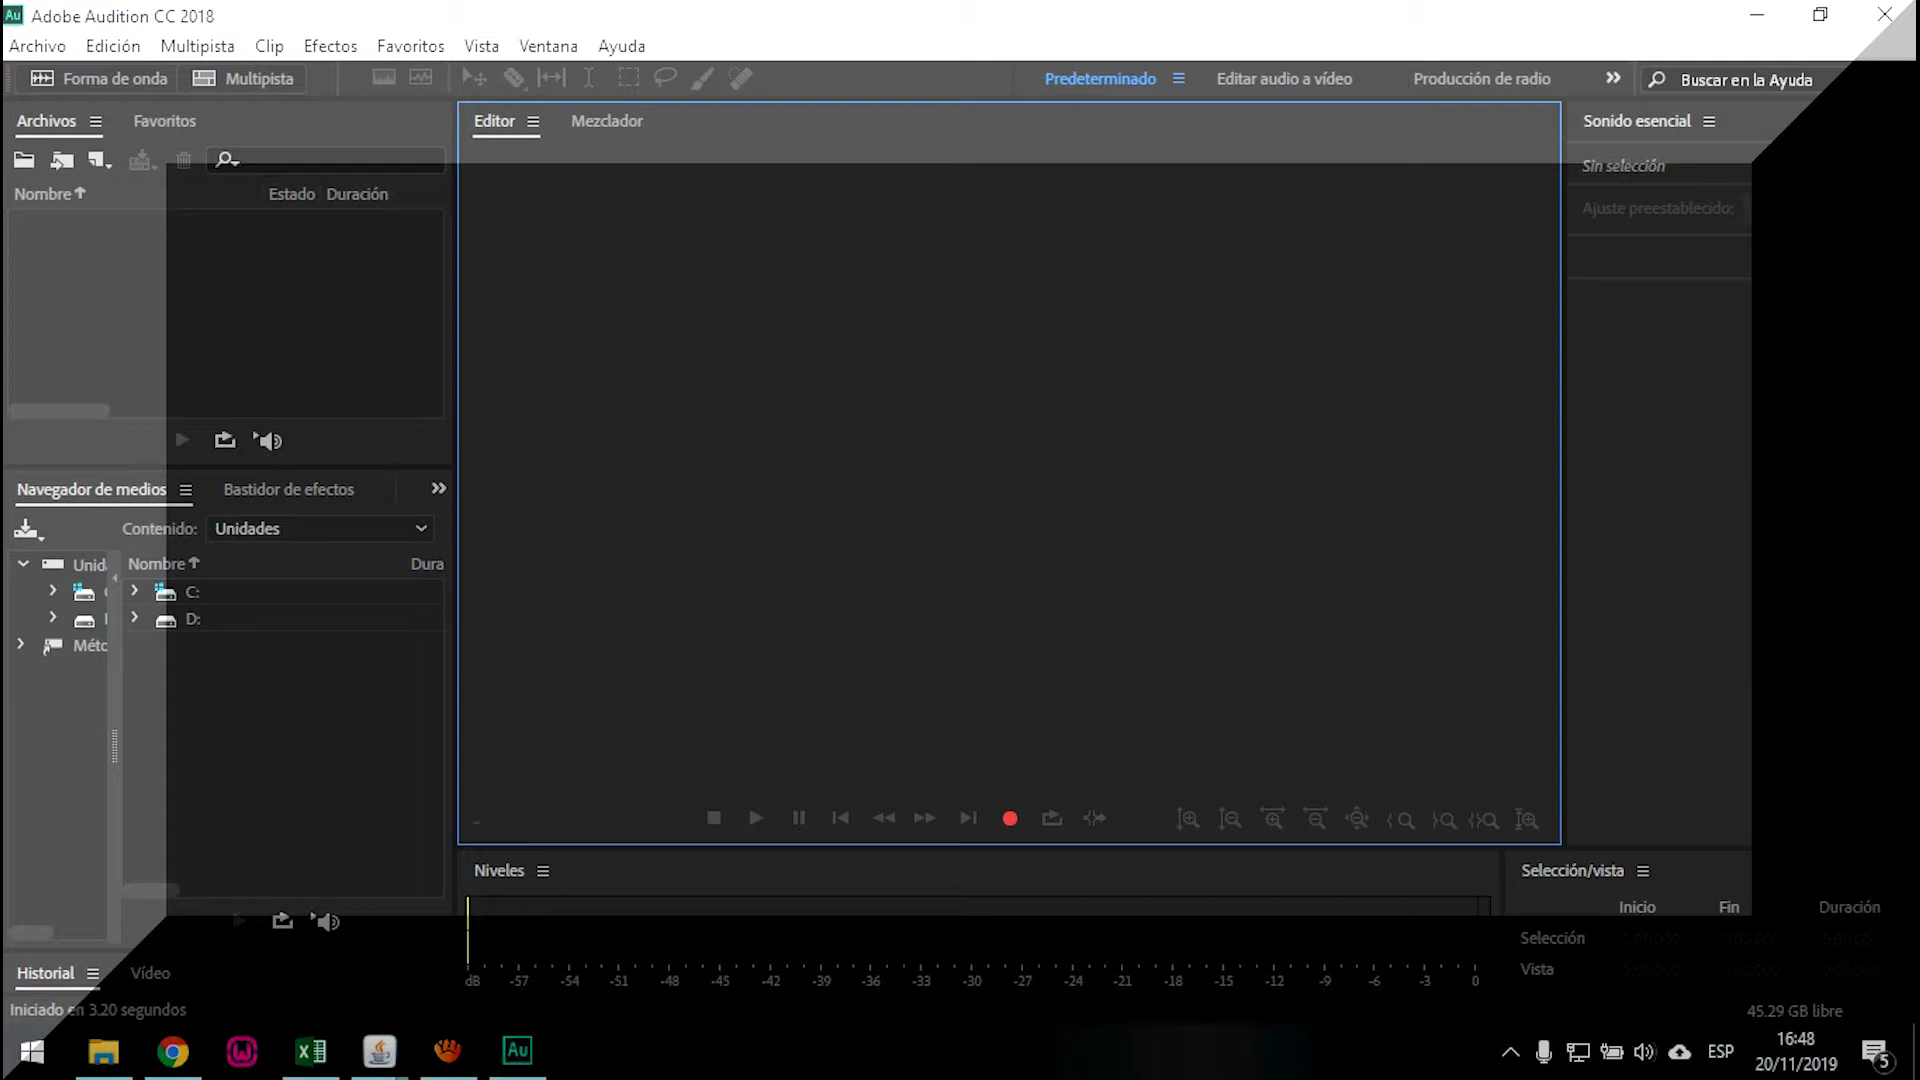 Au Adobe Audition CC 2018
Archivo Edición Multipista Clip Efectos Favoritos Vista Ventana Ayuda
Forma de onda Multipista Predeterminado Editar audio a vídeo Producción de radio Buscar en la Ayuda
Archivos Favoritos
Nombre Estado Duración
Navegador de medios Bastidor de efectos
Contenido: Unidades
Unid
Méto
Nombre Dura
C:
D:
Historial Vídeo
Iniciado en 3.20 segundos
Editor Mezclador
Niveles
dB -57 -54 -51 -48 -45 -42 -39 -36 -33 -30 -27 -24 -21 -18 -15 -12 -9 -6 -3 0
Sonido esencial
Sin selección
Ajuste preestablecido:
Selección/vista
Inicio Fin Duración
Selección
Vista
45.29 GB libre
Au
ESP
16:48
20/11/2019
5